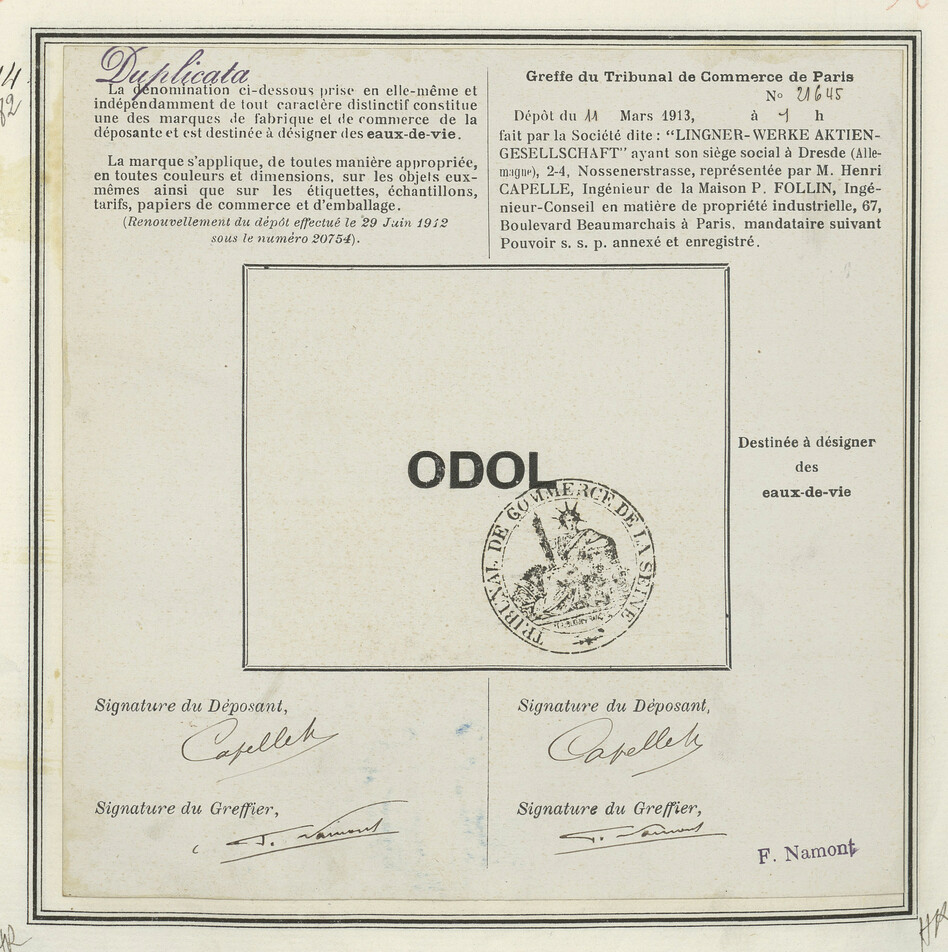 Duplicata
La dénomination ci-dessous prise en elle-même et
indépendamment de tout caractère distinctif constitue
une des marques de fabrique et de commerce de la
déposante et est destinée à désigner des eaux-de-vie.
La marque s'applique, de toutes manière appropriée,
en toutes couleurs et dimensions, sur les objets eux-
mêmes ainsi que sur les étiquettes, échantillons,
tarifs, papiers de commerce et d'emballage.
(Renouvellement du dépôt effectué le 29 Juin 1912
sous le numéro 20754).
Greffe du Tribunal de Commerce de Paris
No 21645
Dépôt du 11 Mars 1913, à 1 h
fait par la Société dite : "LINGNER-WERKE AKTIEN-
GESELLSCHAFT" ayant son siège social à Dresde (Alle-
magne), 2-4, Nossenerstrasse, représentée par M. Henri
CAPELLE, Ingénieur de la Maison P. FOLLIN, Ingé-
nieur-Conseil en matière de propriété industrielle, 67,
Boulevard Beaumarchais à Paris, mandataire suivant
Pouvoir s. s. p. annexé et enregistré.
ODOL
TRIBUNAL DE COMMERCE DE LA SEINE
Destinée à désigner
des
eaux-de-vie
Signature du Déposant,
Signature du Déposant,
Capelle h
Capelle h
Signature du Greffier,
Signature du Greffier,
F. Namont
F. Namont
F. Namont